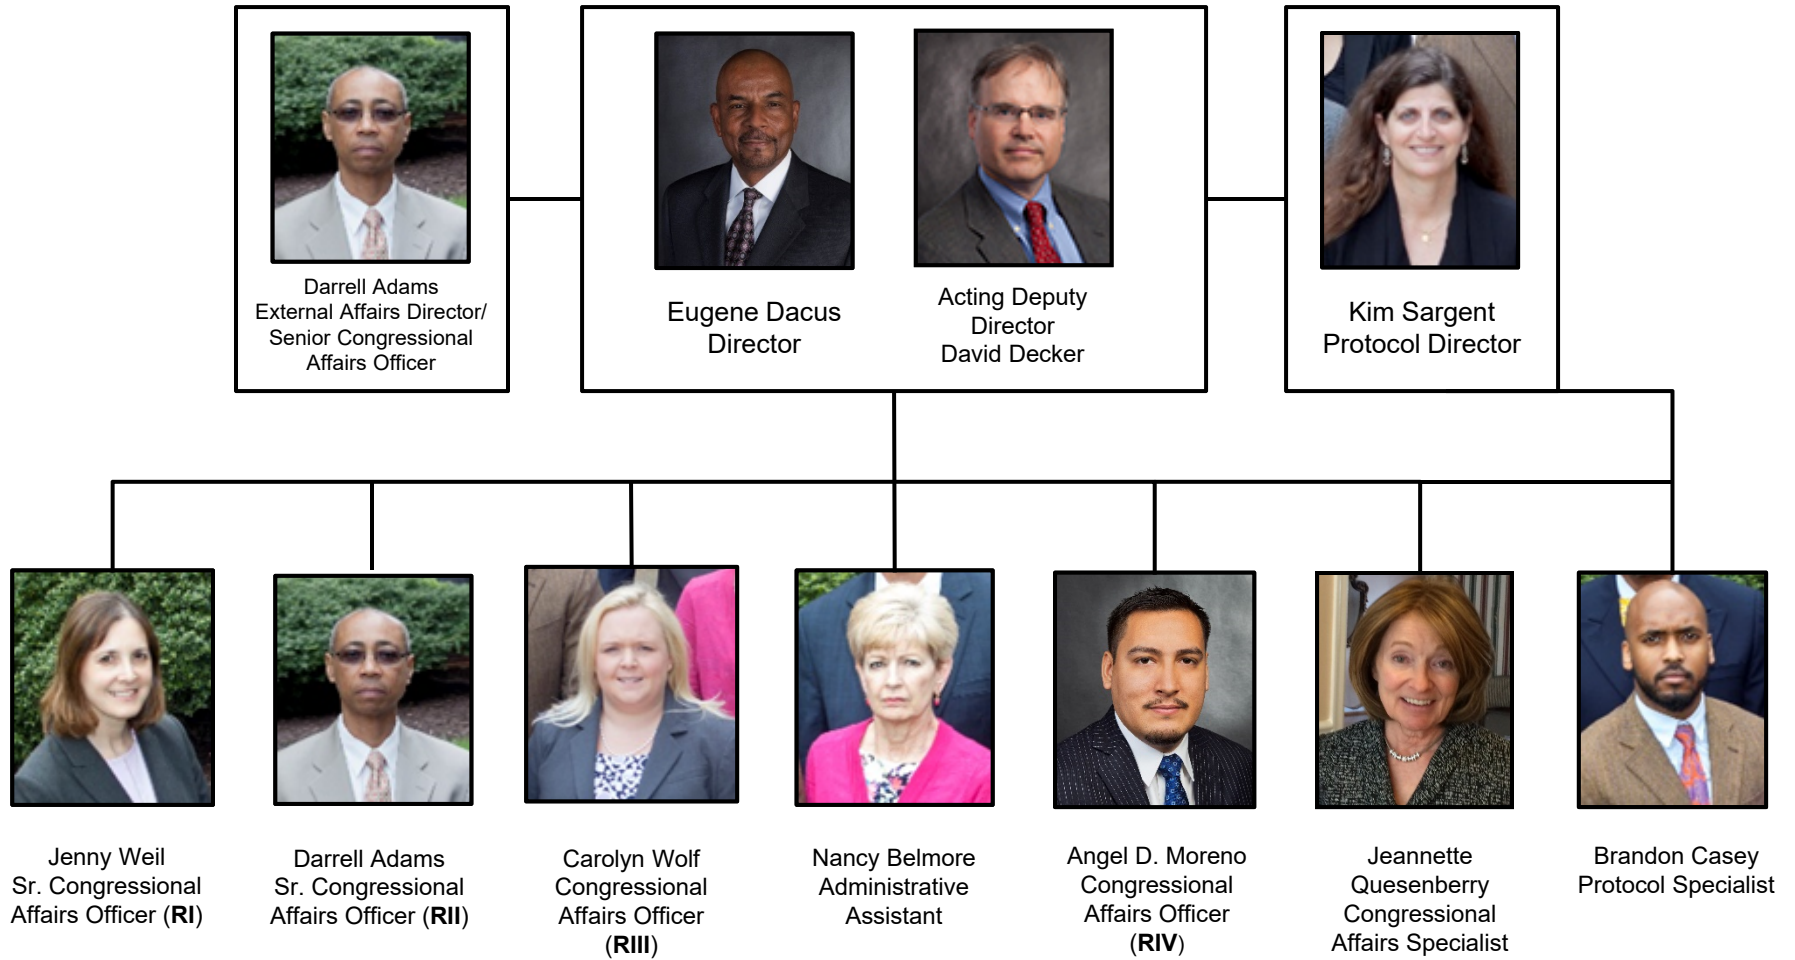 Darrell Adams
External Affairs Director/
Senior Congressional
Affairs Officer
Eugene Dacus
Director
Acting Deputy
Director
David Decker
Kim Sargent
Protocol Director
Jenny Weil
Sr. Congressional
Affairs Officer (RI)
Darrell Adams
Sr. Congressional
Affairs Officer (RII)
Carolyn Wolf
Congressional
Affairs Officer
(RIII)
Nancy Belmore
Administrative
Assistant
Angel D. Moreno
Congressional
Affairs Officer
(RIV)
Jeannette
Quesenberry
Congressional
Affairs Specialist
Brandon Casey
Protocol Specialist